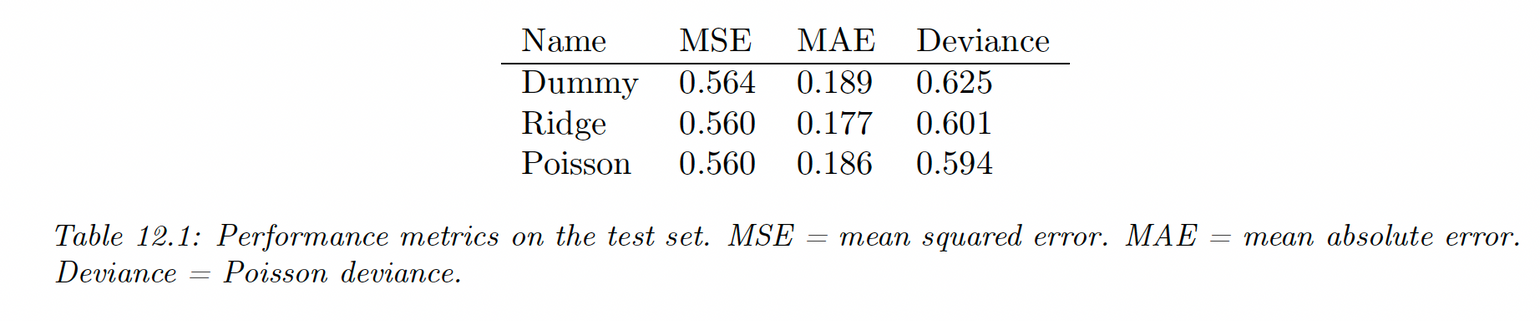 Name MSE MAE Deviance
Dummy 0.564 0.189 0.625
Ridge 0.560 0.177 0.601
Poisson 0.560 0.186 0.594
Table 12.1: Performance metrics on the test set. MSE = mean squared error. MAE = mean absolute error.
Deviance = Poisson deviance.